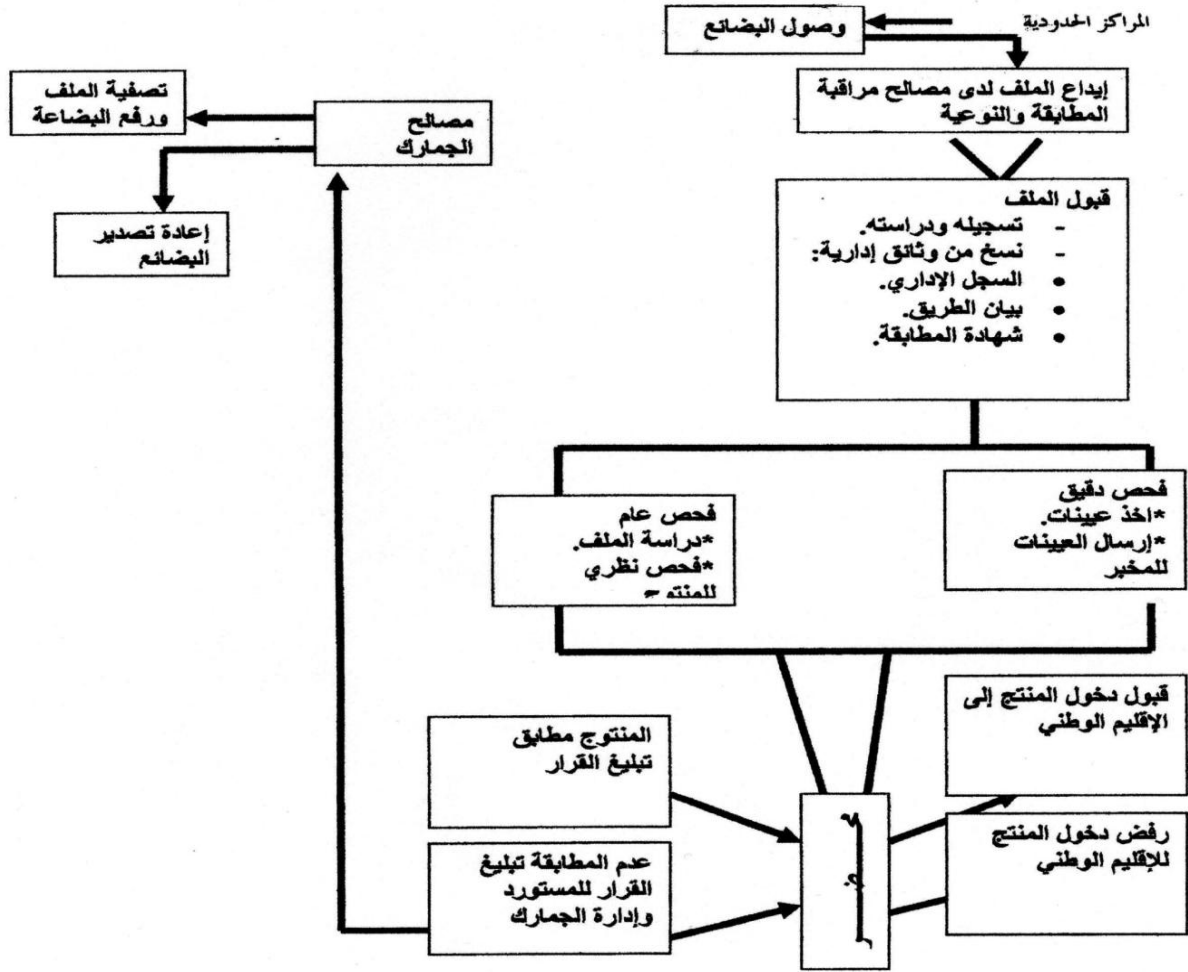 المراكز الحدودية
وصول البضائع
إيداع الملف لدى مصالح مراقبة
المطابقة والنوعية
تصفية الملف
ورفع البضاعة
مصالح
الجمارك
إعادة تصدير
البضائع
قبول الملف
- تسجيله ودراسته.
- نسخ من وثائق إدارية:
• السجل الإداري.
• بيان الطريق.
• شهادة المطابقة.
فحص دقيق
*اخذ عيينات.
*إرسال العيينات
للمخبر
فحص عام
*دراسة الملف.
*فحص نظري
للمنتوج
قبول دخول المنتج إلى
الإقليم الوطني
المنتوج مطابق
تبليغ القرار
رفض دخول المنتج
للإقليم الوطني
عدم المطابقة تبليغ
القرار للمستورد
وإدارة الجمارك